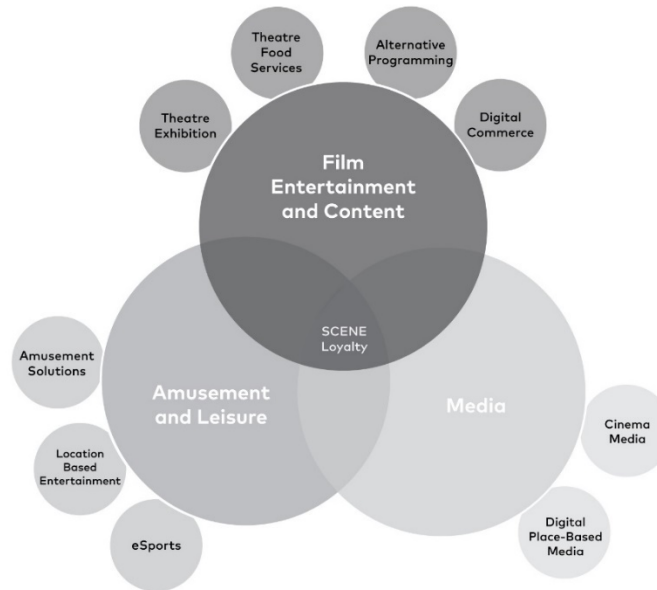 Theatre
Food
Services
Alternative
Programming
Theatre
Exhibition
Digital
Commerce
Film
Entertainment
and Content
SCENE
Loyalty
Amusement
Solutions
Amusement
and Leisure
Media
Cinema
Media
Location
Based
Entertainment
eSports
Digital
Place-Based
Media